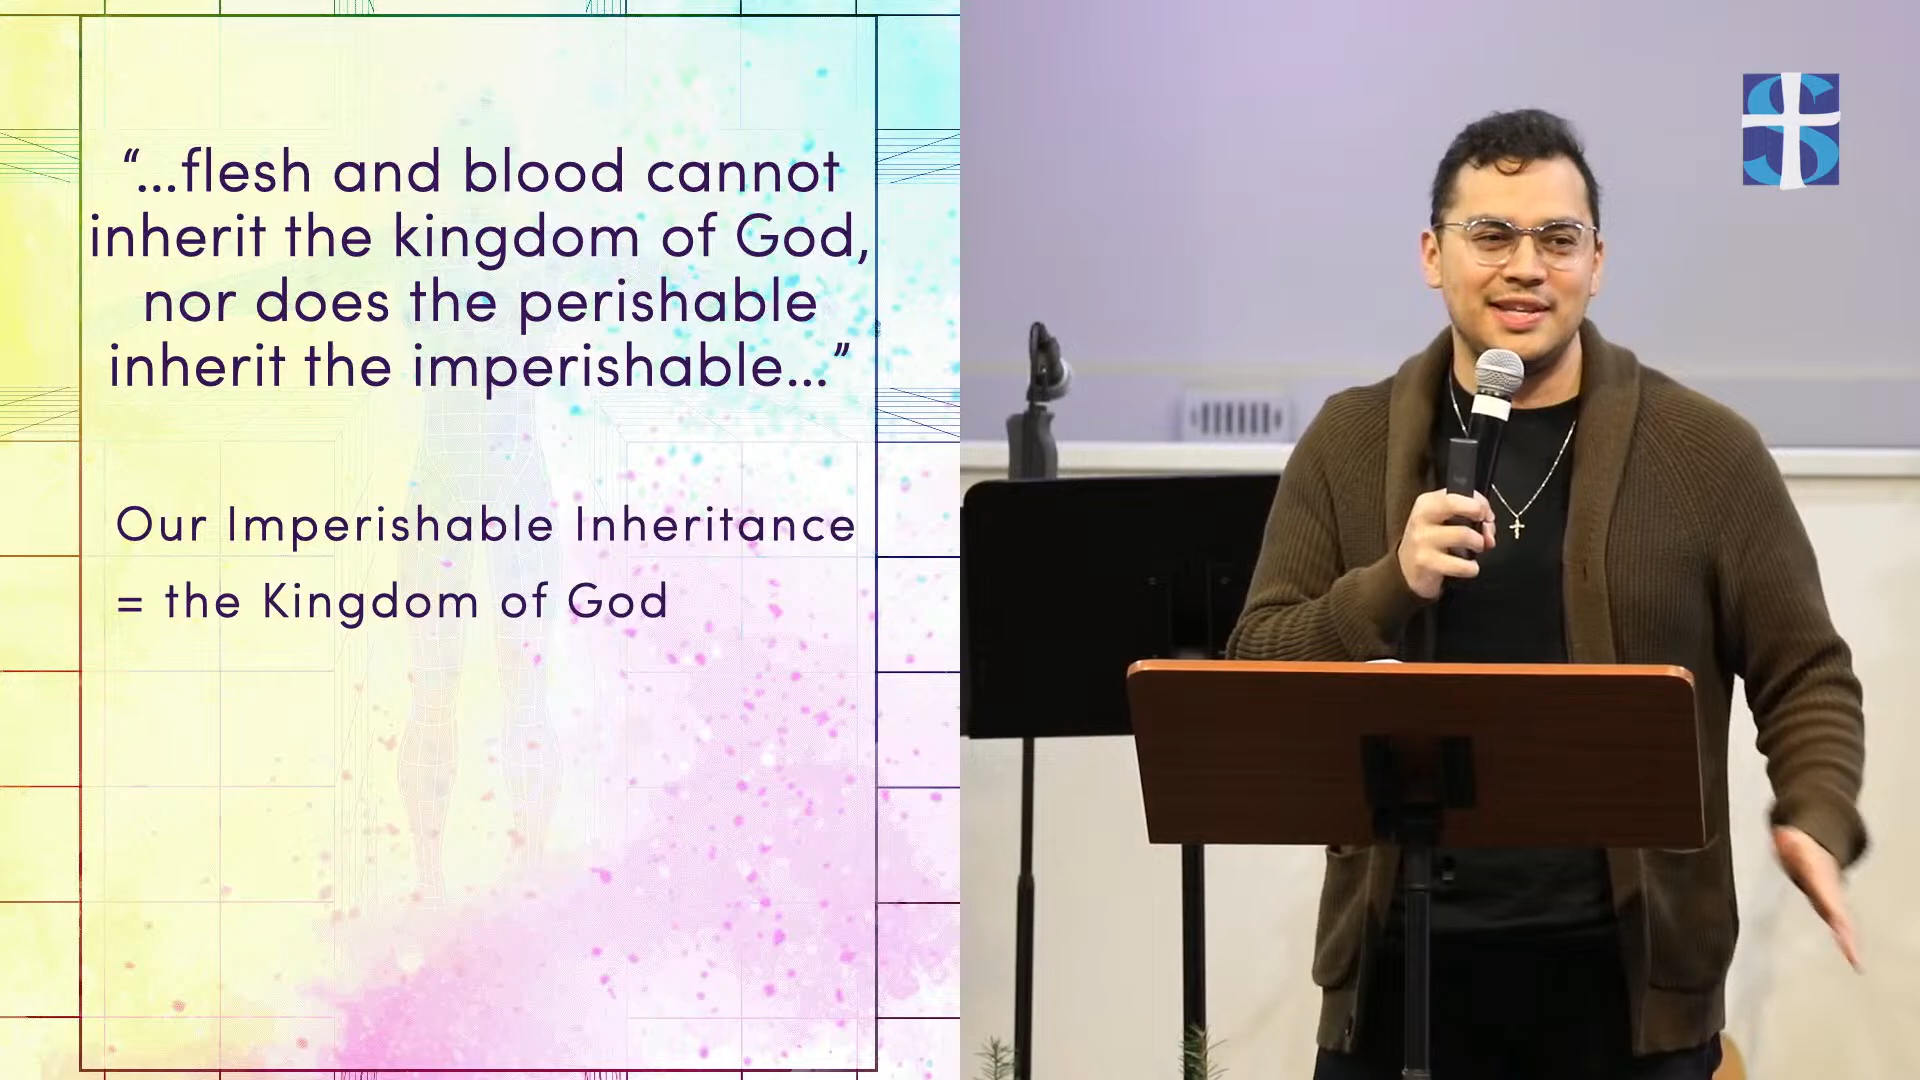 “...flesh and blood cannot
inherit the kingdom of God,
nor does the perishable
inherit the imperishable...”
Our Imperishable Inheritance
= the Kingdom of God